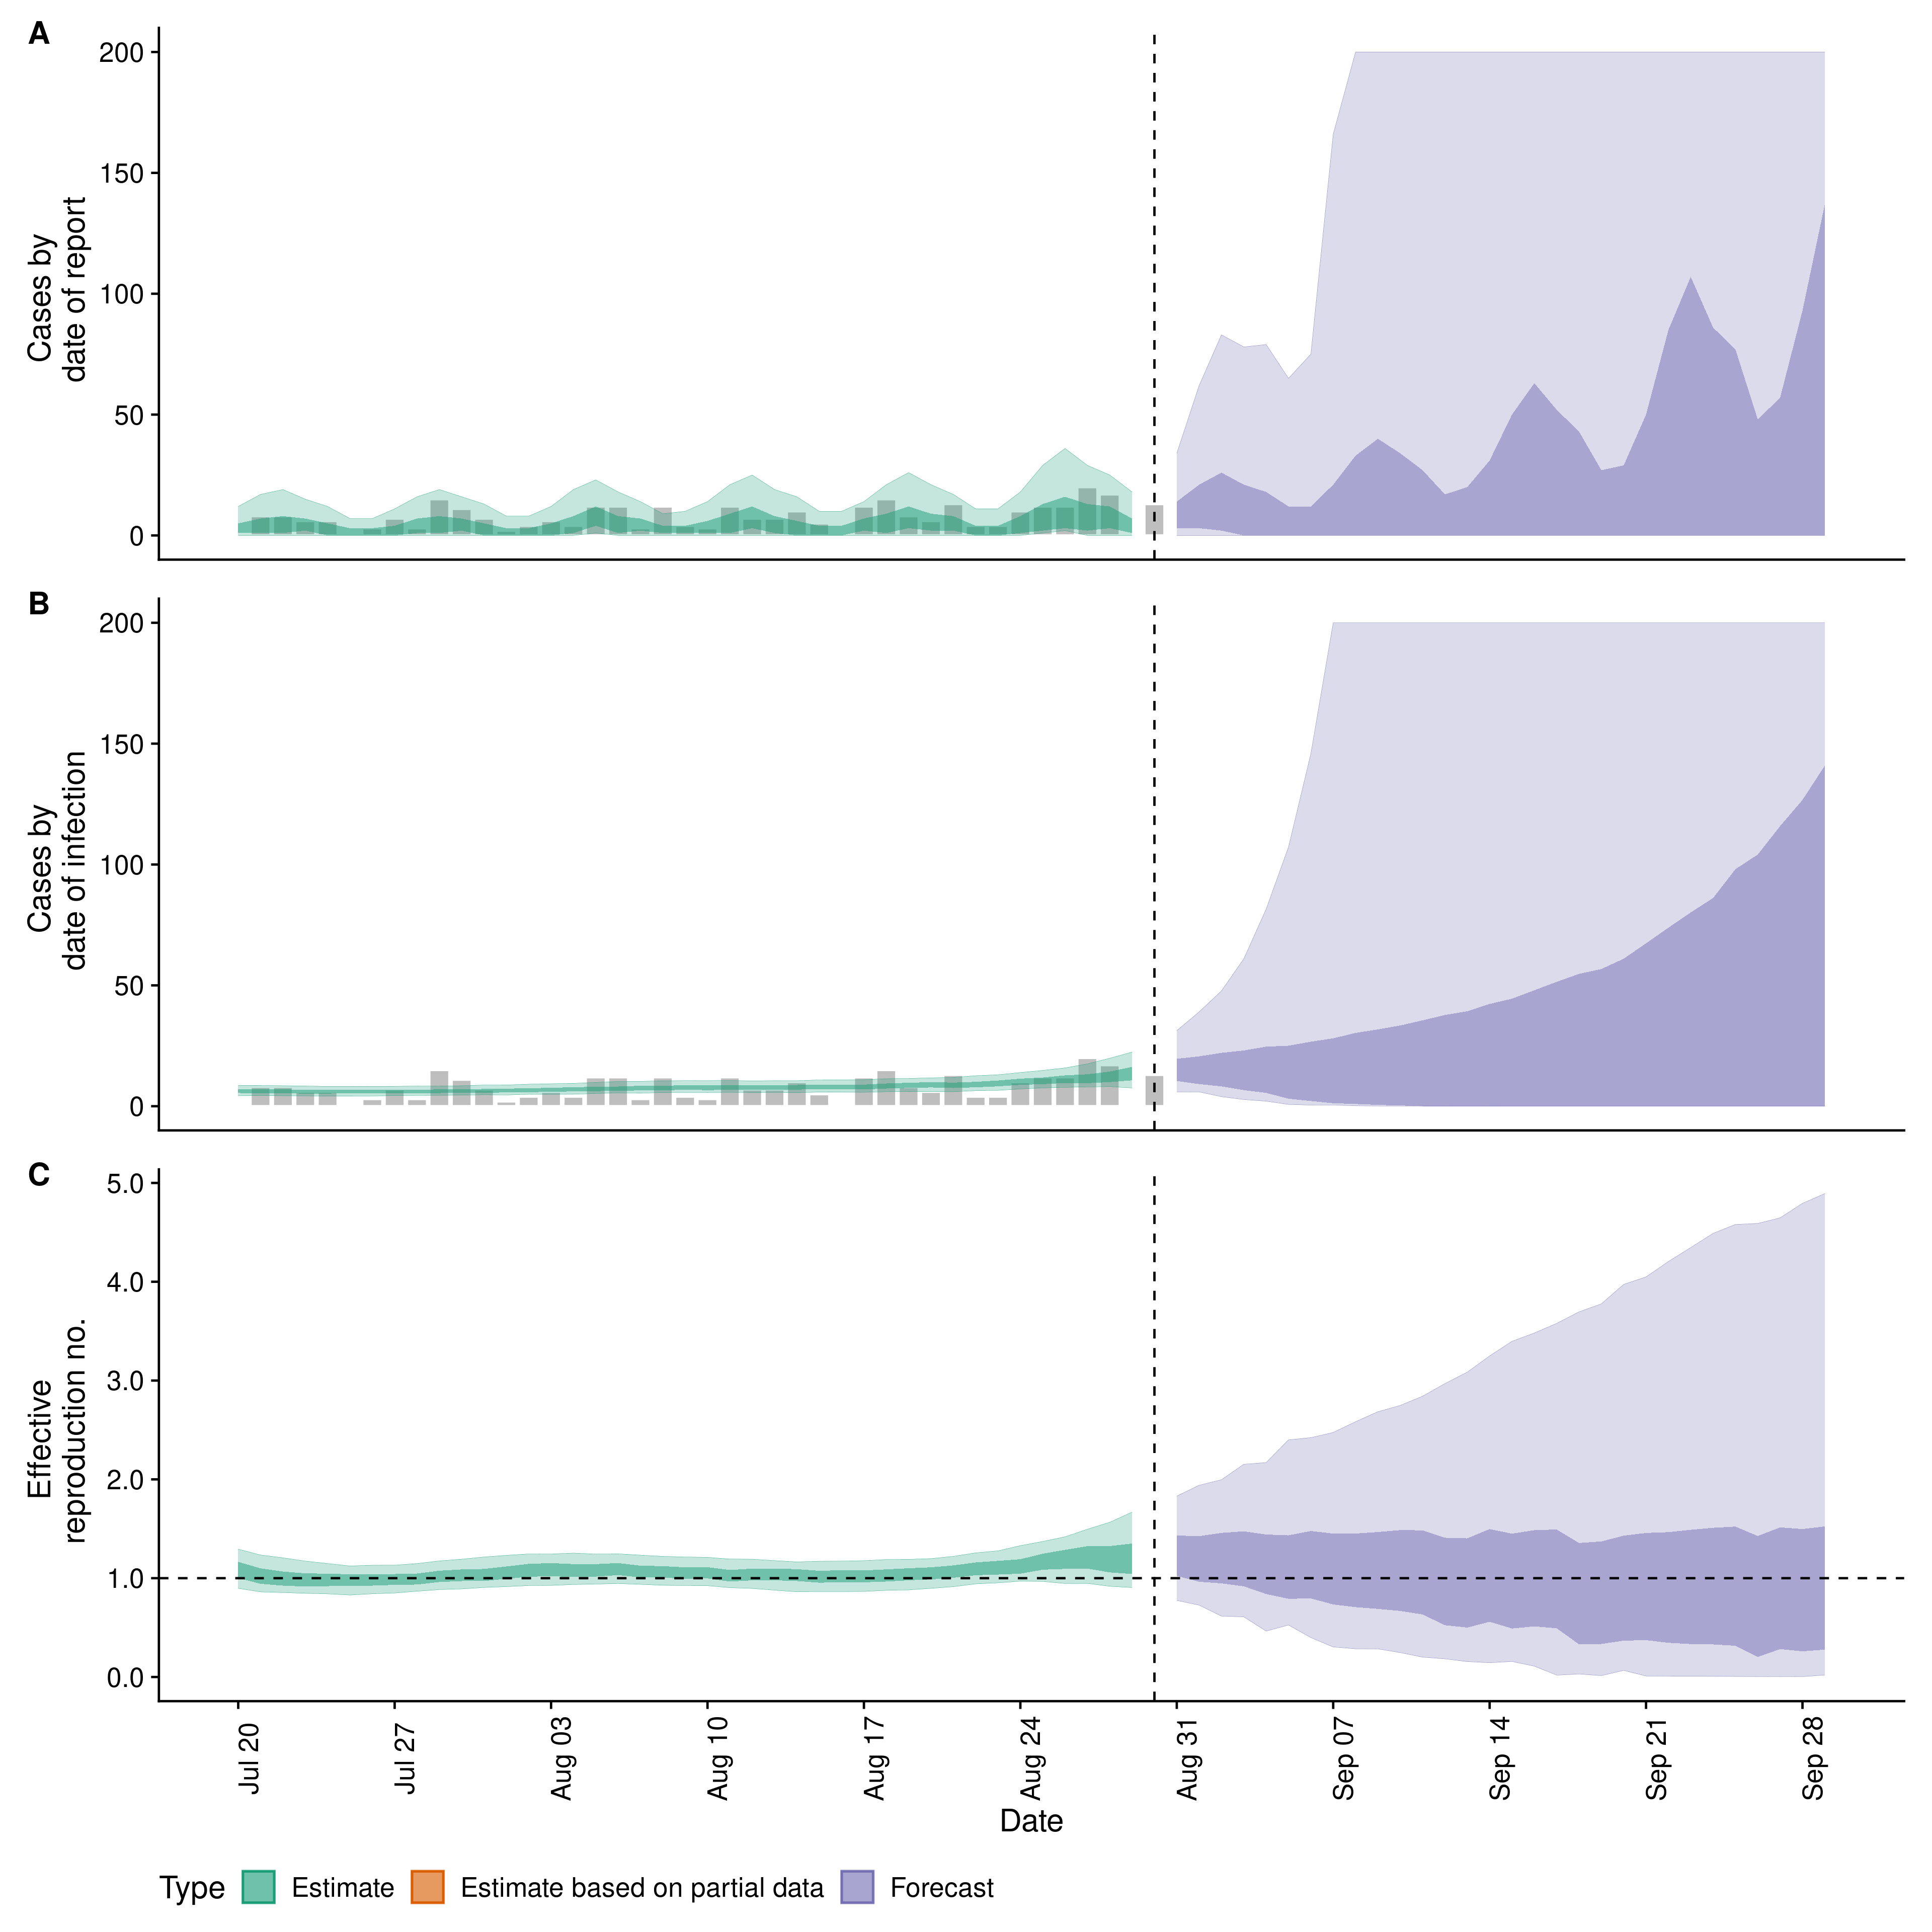 A
200
150
100
50
0
Cases by
date of report
B
200
150
100
50
0
Cases by
date of infection
C
5.0
4.0
3.0
2.0
1.0
0.0
Effective
reproduction no.
Jul 20
Jul 27
Aug 03
Aug 10
Aug 17
Aug 24
Aug 31
Sep 07
Sep 14
Sep 21
Sep 28
Date
Type Estimate Estimate based on partial data Forecast